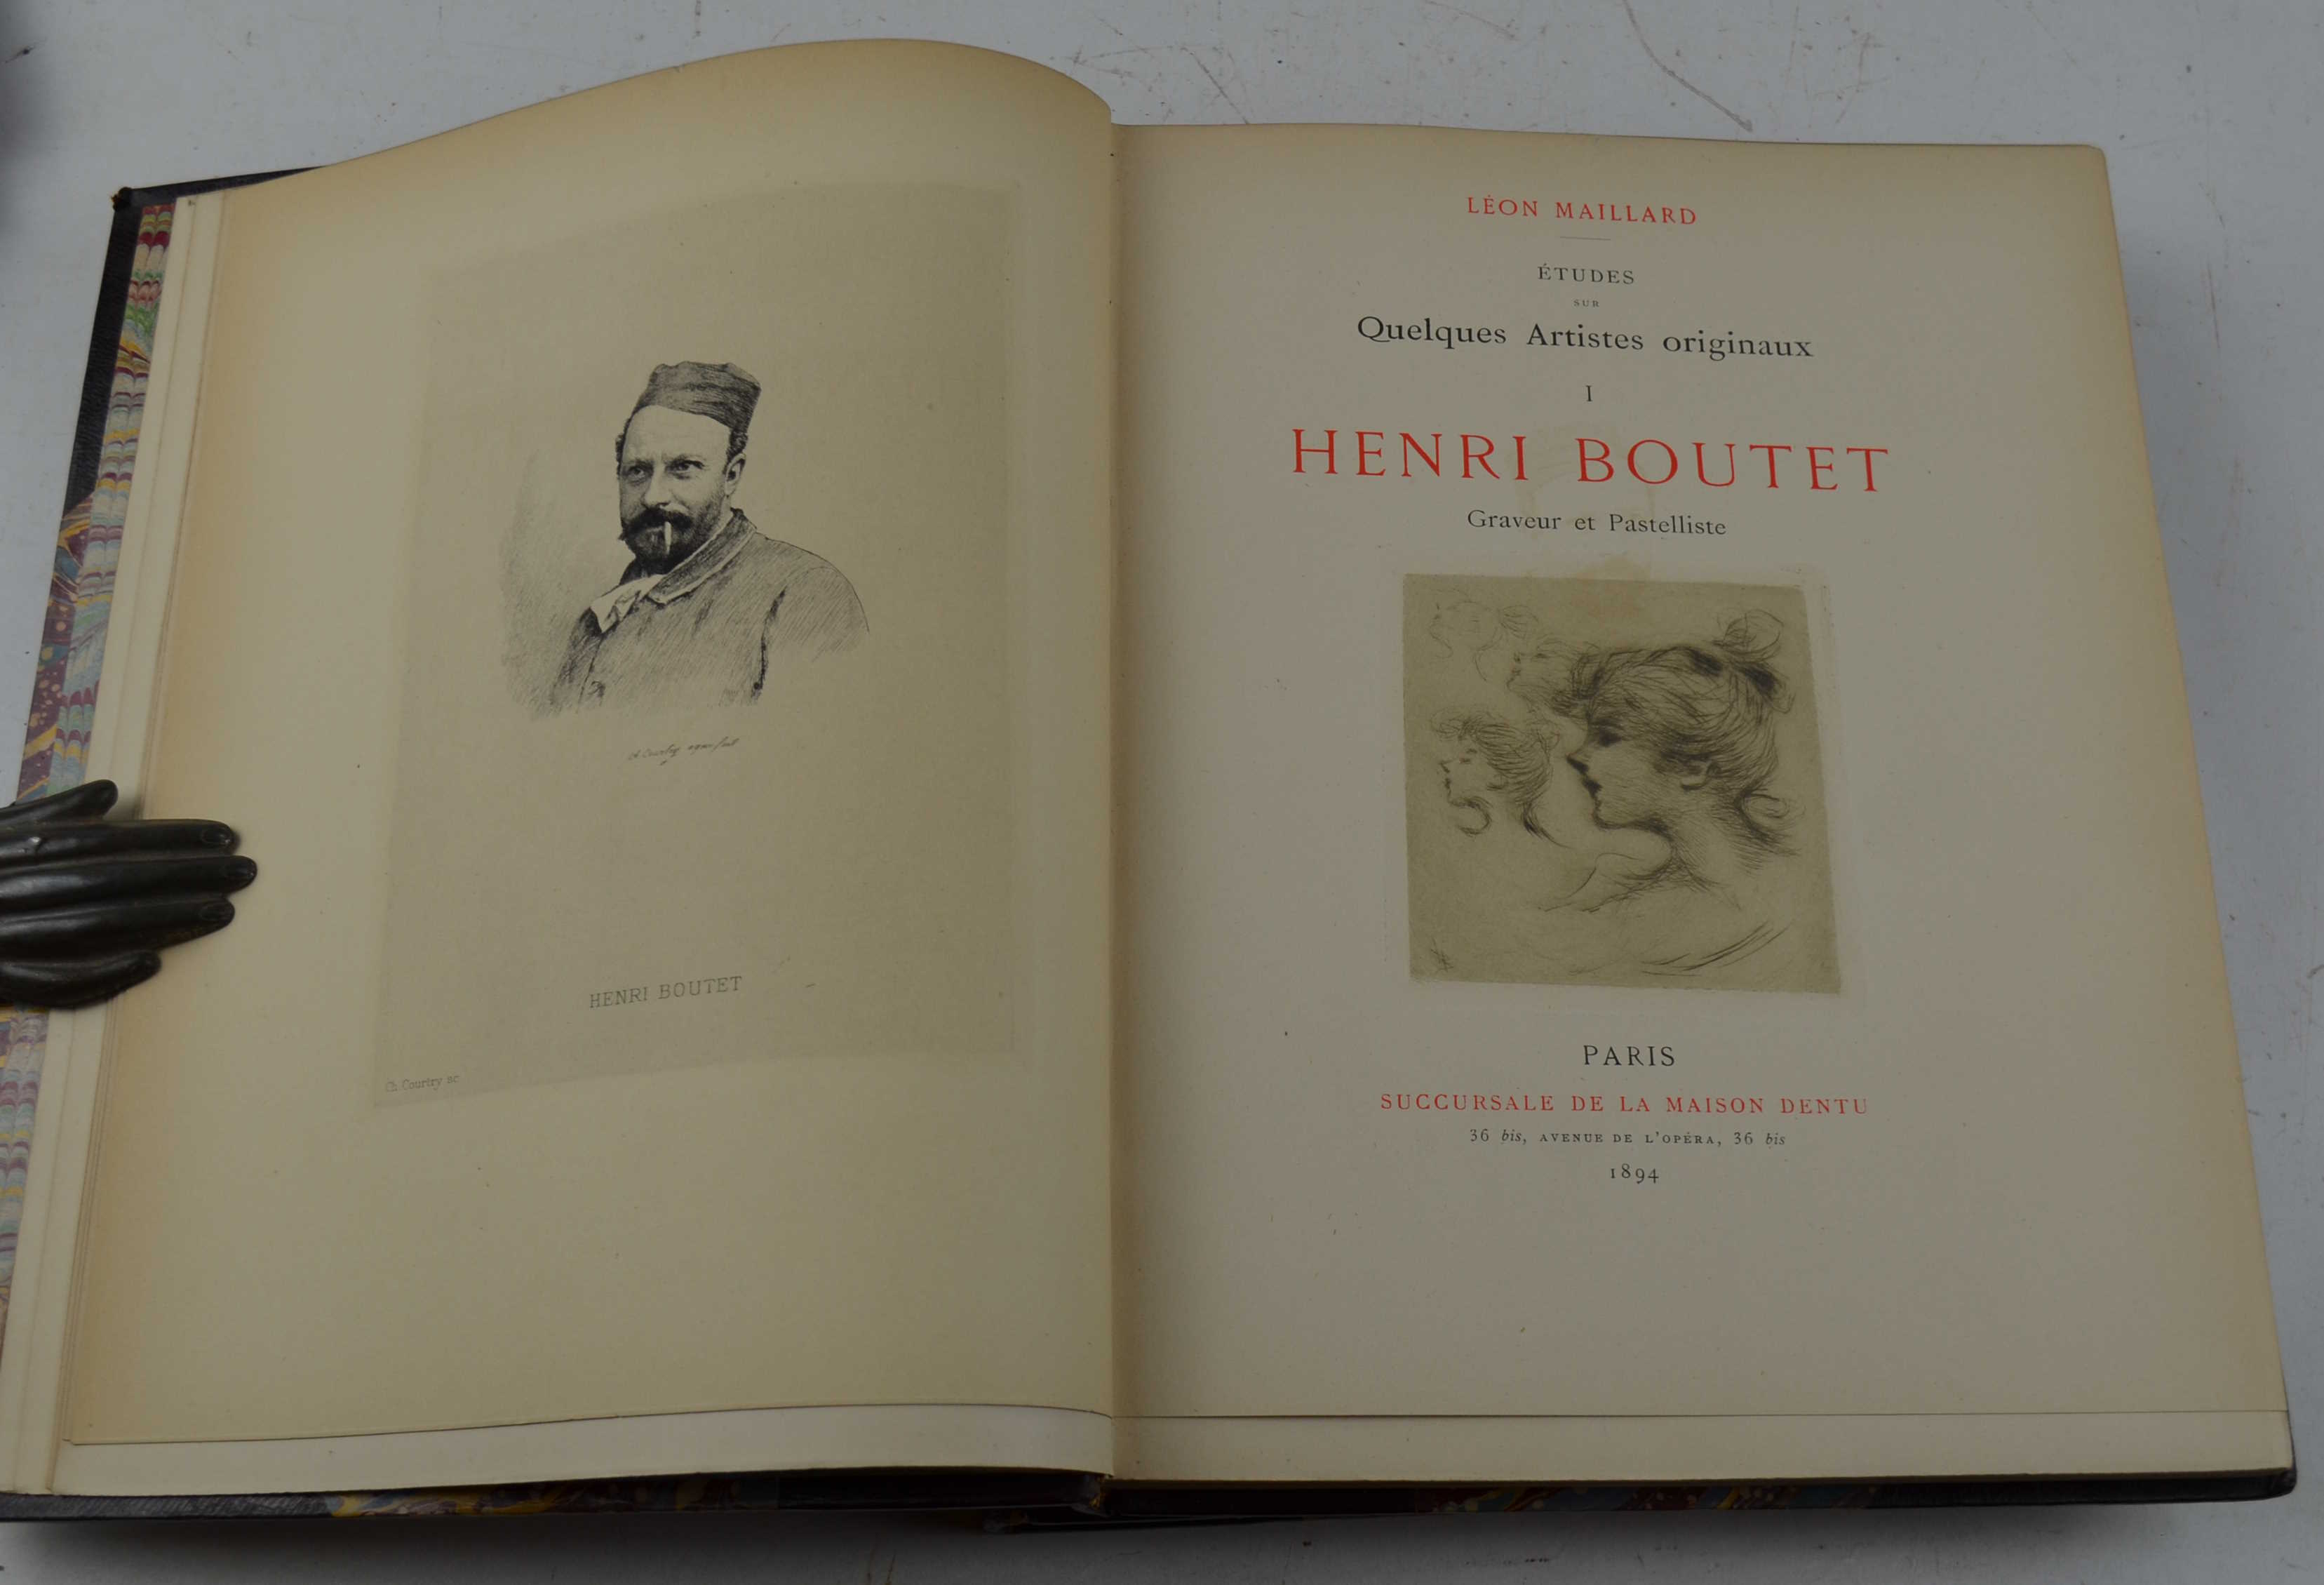 HENRI BOUTET
Ch. Courtry sc
LÉON MAILLARD
ÉTUDES
SUR
Quelques Artistes originaux
I
HENRI BOUTET
Graveur et Pastelliste
PARIS
SUCCURSALE DE LA MAISON DENTU
36 bis, AVENUE DE L'OPÉRA, 36 bis
1894